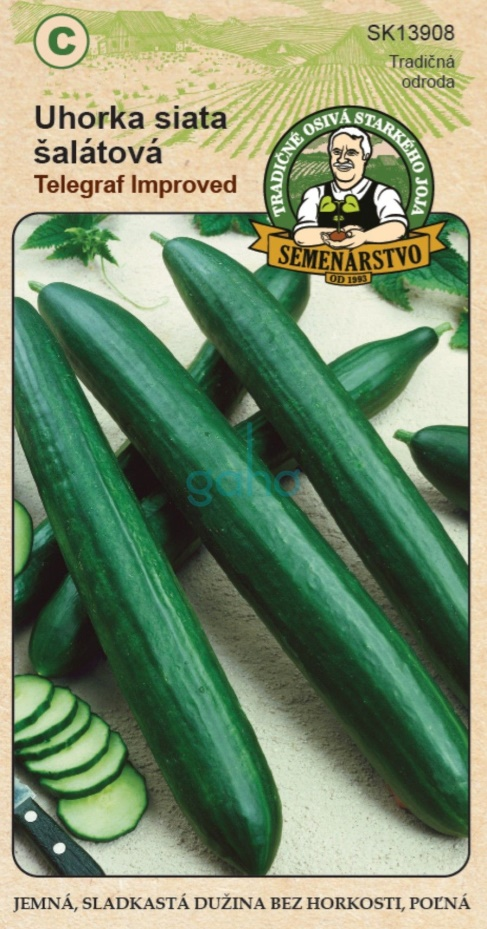 C
SK13908
Tradičná
odroda
Uhorka siata
šalátová
Telegraf Improved
TRADIČNÉ OSIVÁ STARKÉHO JOJA
SEMENÁRSTVO
OD 1993
gaho
JEMNÁ, SLADKASTÁ DUŽINA BEZ HORKOSTI, POĽNÁ